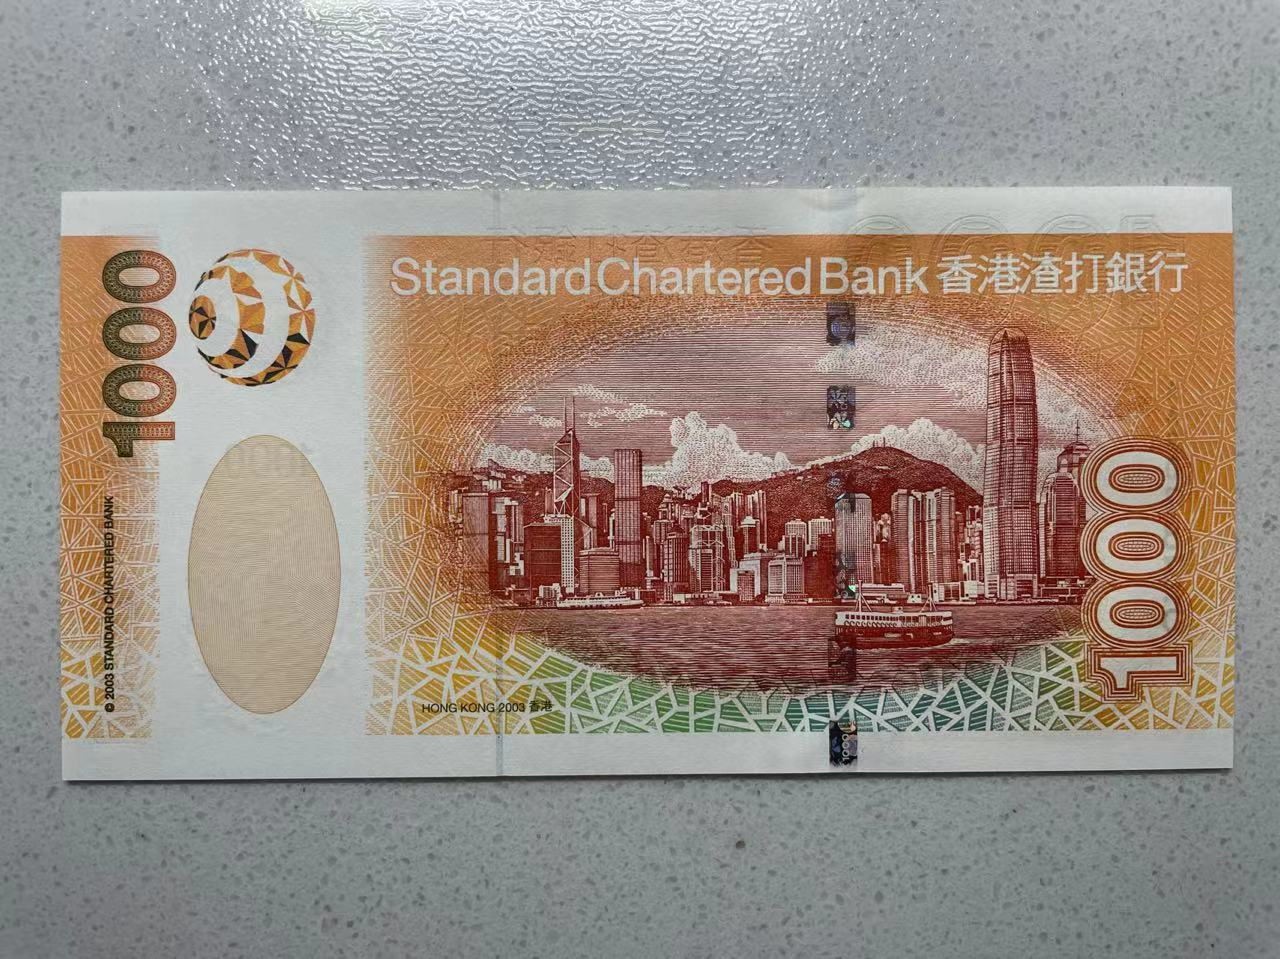 Standard Chartered Bank 香港渣打銀行
1000
© 2003 STANDARD CHARTERED BANK
HONG KONG 2003 香港
1000
1000